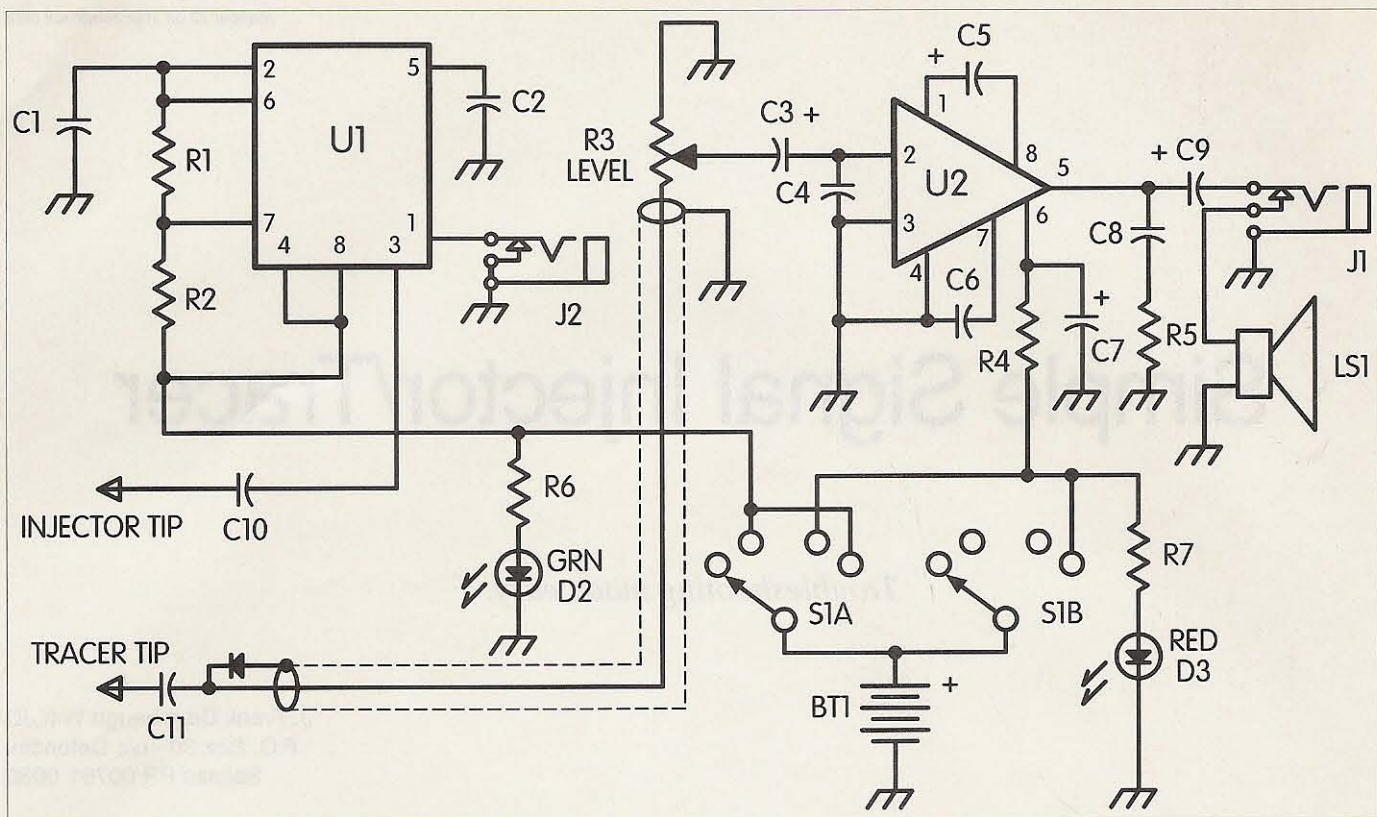 C1
R1
R2
2
6
7
U1
5
1
4
8
3
C2
J2
R3
LEVEL
C3 +
C4
+
C5
1
2
3
U2
8
5
6
7
4
C6
+
C7
R4
+ C9
C8
R5
J1
LS1
INJECTOR TIP
C10
R6
GRN
D2
S1A
S1B
R7
RED
D3
BT1
+
TRACER TIP
C11
Simple Signal Injector/Tracer